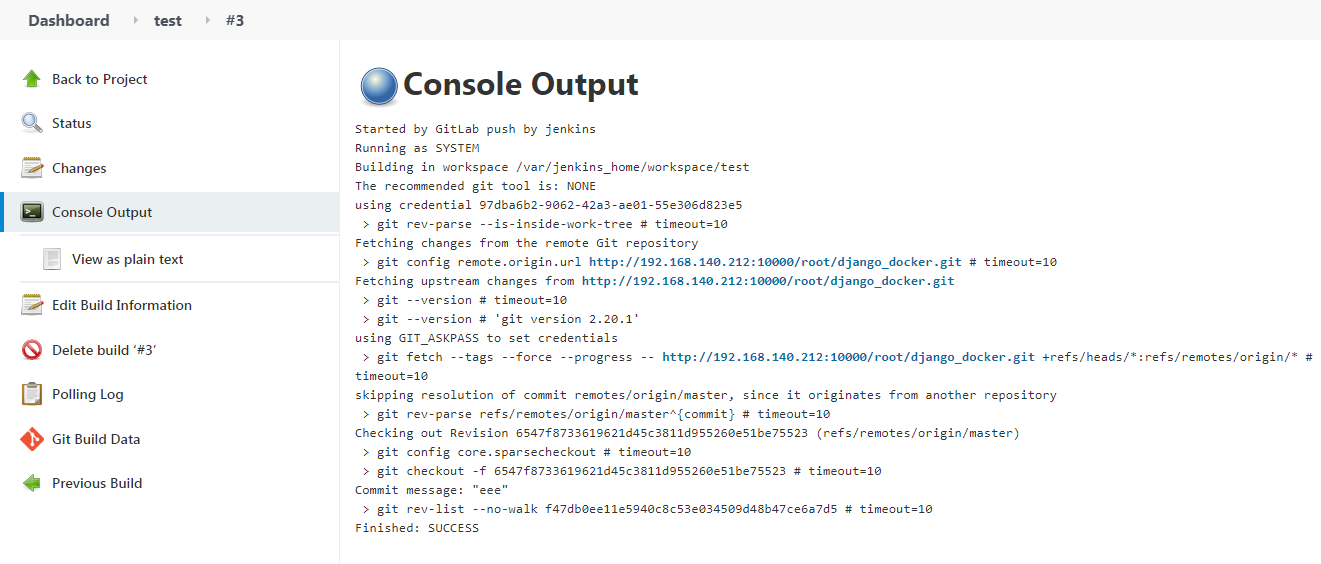 Dashboard test #3
Back to Project
Status
Changes
Console Output
View as plain text
Edit Build Information
Delete build ‘#3’
Polling Log
Git Build Data
Previous Build
Console Output
Started by GitLab push by jenkins
Running as SYSTEM
Building in workspace /var/jenkins_home/workspace/test
The recommended git tool is: NONE
using credential 97dba6b2-9062-42a3-ae01-55e306d823e5
> git rev-parse --is-inside-work-tree # timeout=10
Fetching changes from the remote Git repository
> git config remote.origin.url http://192.168.140.212:10000/root/django_docker.git # timeout=10
Fetching upstream changes from http://192.168.140.212:10000/root/django_docker.git
> git --version # timeout=10
> git --version # 'git version 2.20.1'
using GIT_ASKPASS to set credentials
> git fetch --tags --force --progress -- http://192.168.140.212:10000/root/django_docker.git +refs/heads/*:refs/remotes/origin/* #
timeout=10
skipping resolution of commit remotes/origin/master, since it originates from another repository
> git rev-parse refs/remotes/origin/master^{commit} # timeout=10
Checking out Revision 6547f8733619621d45c3811d955260e51be75523 (refs/remotes/origin/master)
> git config core.sparsecheckout # timeout=10
> git checkout -f 6547f8733619621d45c3811d955260e51be75523 # timeout=10
Commit message: "eee"
> git rev-list --no-walk f47db0ee11e5940c8c53e034509d48b47ce6a7d5 # timeout=10
Finished: SUCCESS